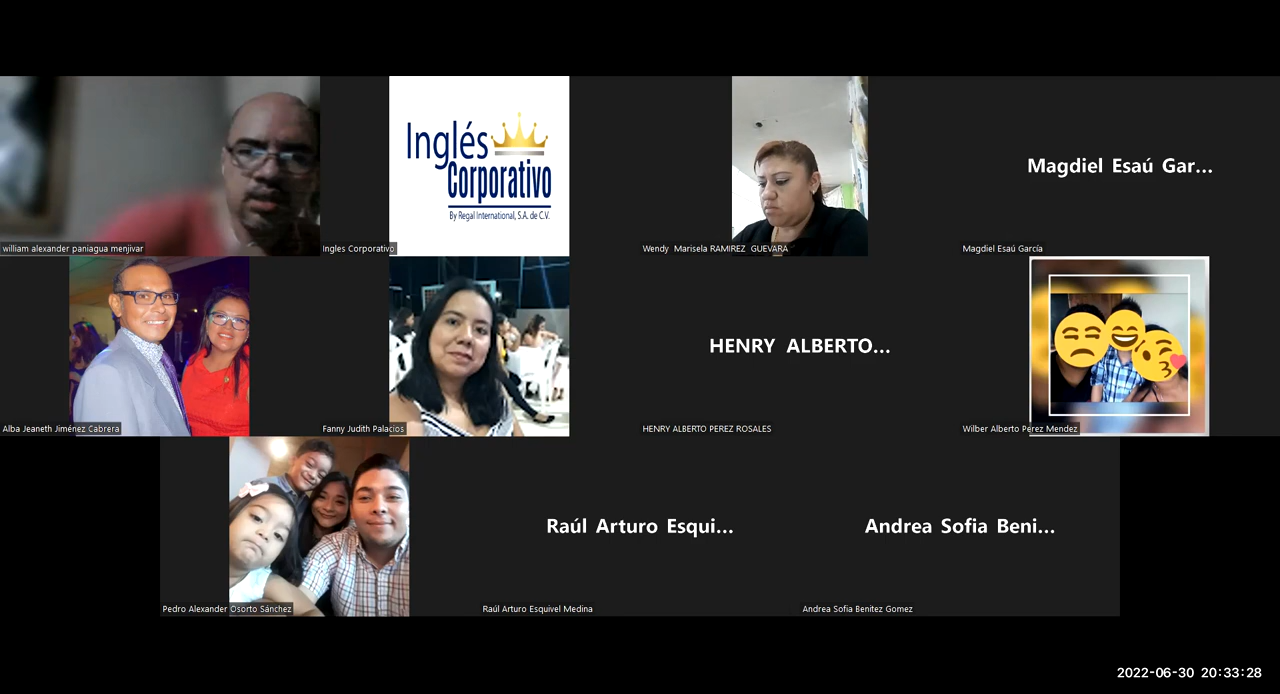 Inglés
Corporativo
By Regal International, S.A. de C.V.
Magdiel Esaú Gar...
william alexander paniagua menjivar
Ingles Corporativo
Wendy Marisela RAMIREZ GUEVARA
Magdiel Esaú García
HENRY ALBERTO...
Alba Jeaneth Jiménez Cabrera
Fanny Judith Palacios
HENRY ALBERTO PEREZ ROSALES
Wilber Alberto Perez Mendez
Raúl Arturo Esqui...
Andrea Sofia Beni...
Pedro Alexander Osorto Sánchez
Raúl Arturo Esquivel Medina
Andrea Sofia Benitez Gomez
2022-06-30 20:33:28